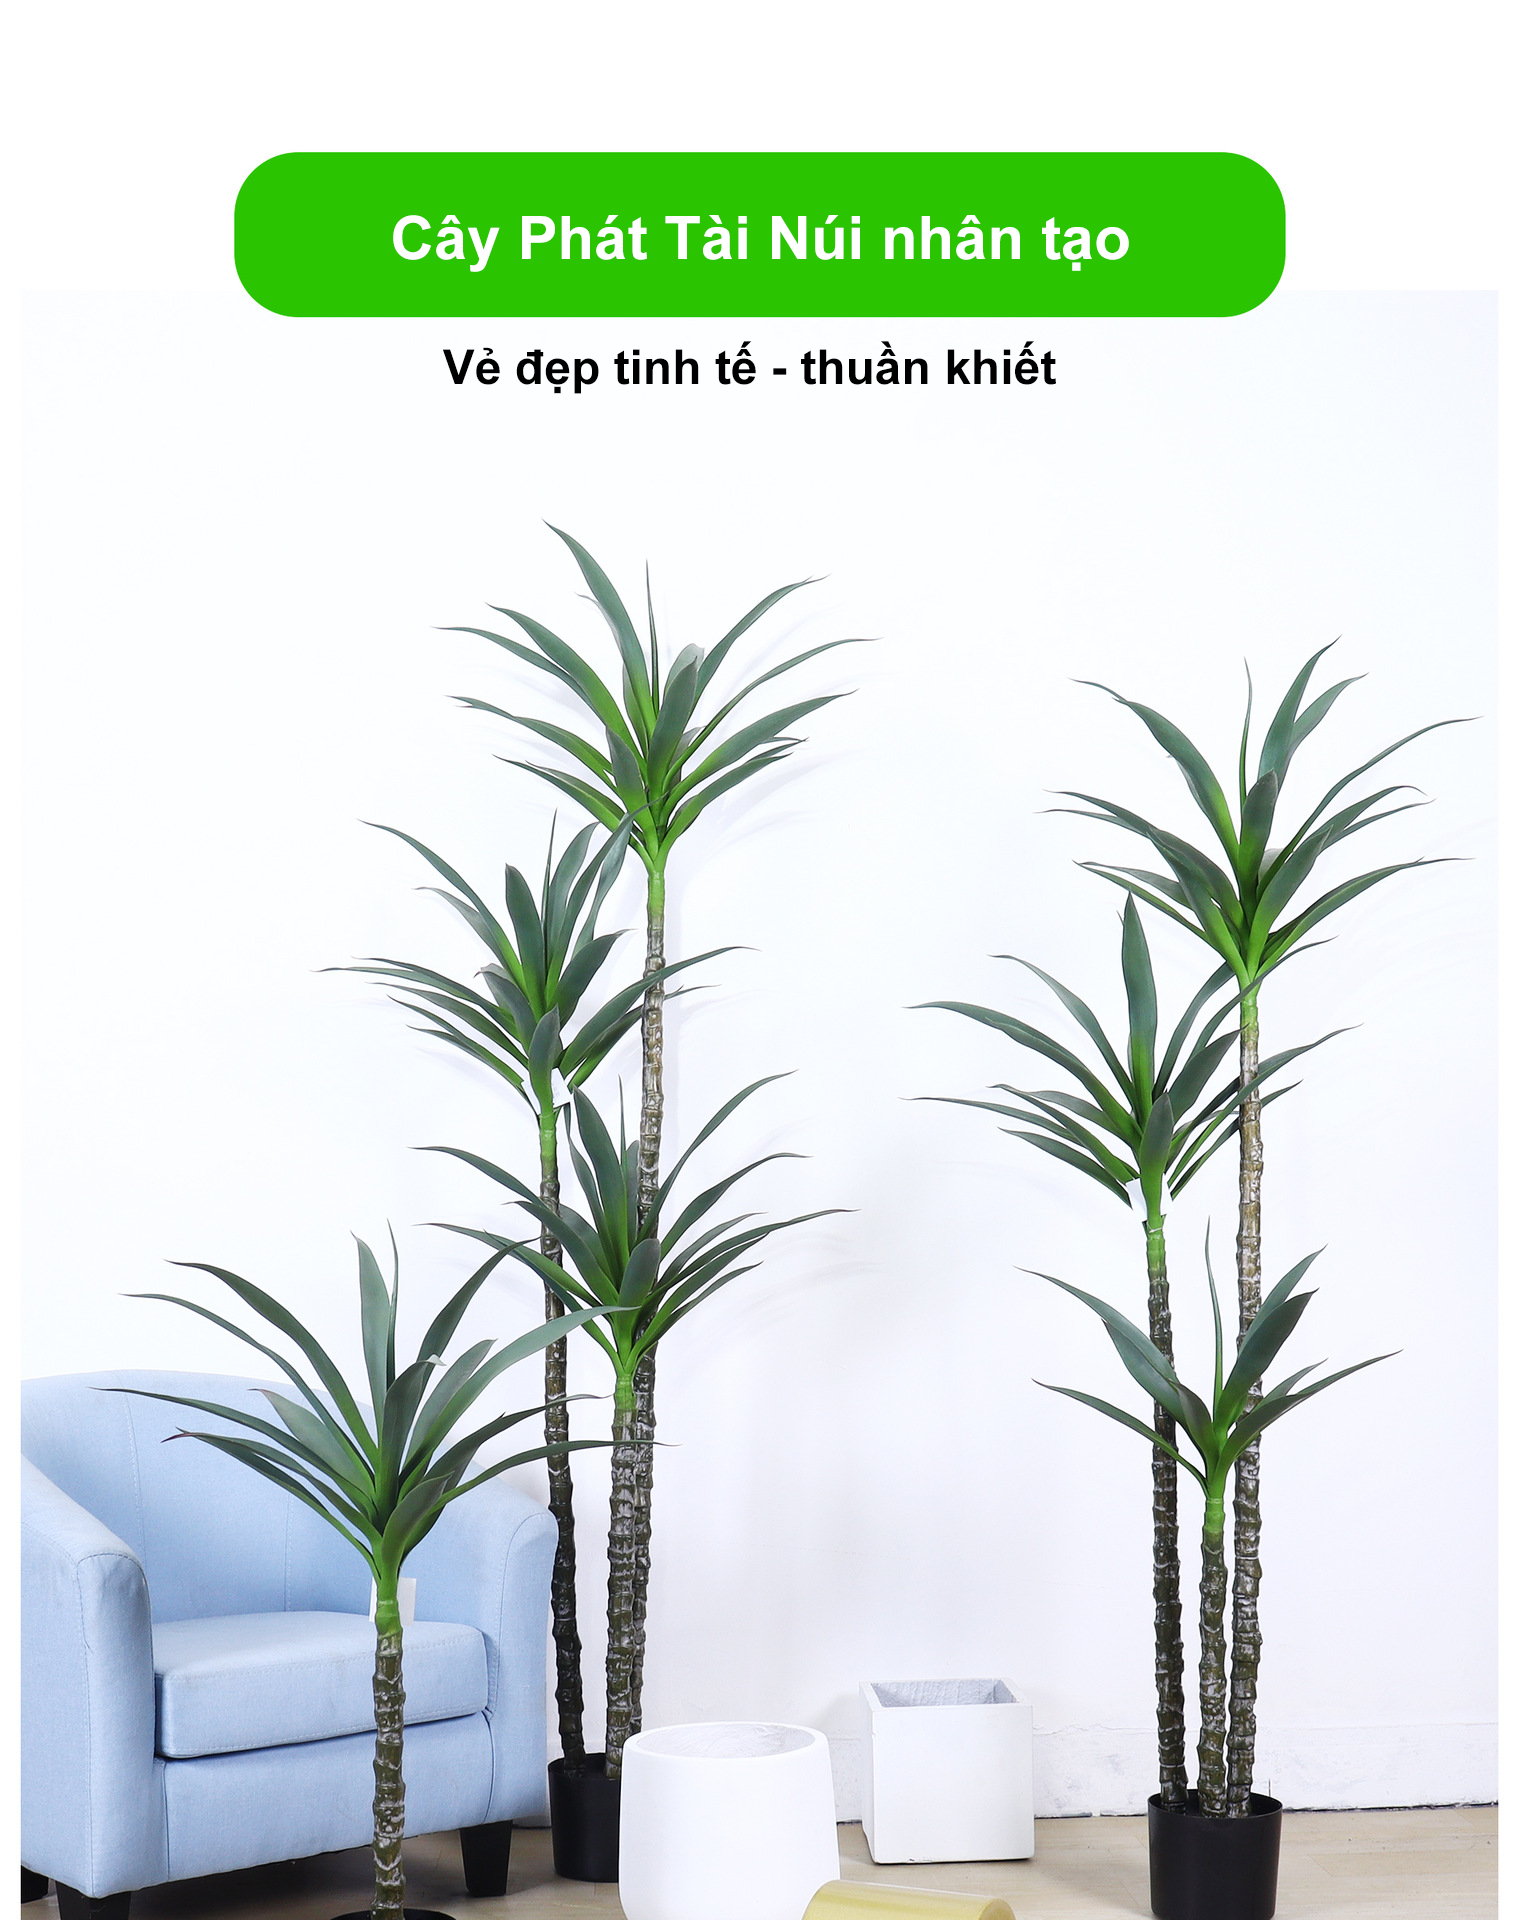 Cây Phát Tài Núi nhân tạo
Vẻ đẹp tinh tế - thuần khiết